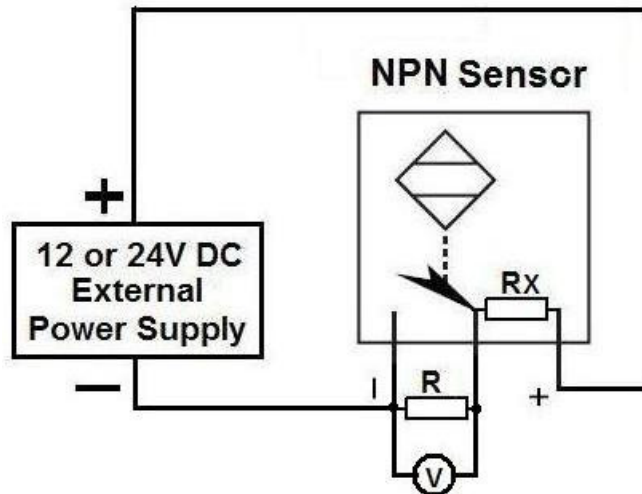 NPN Sensor
+
12 or 24V DC
External
Power Supply
Rx
−
R
+
V